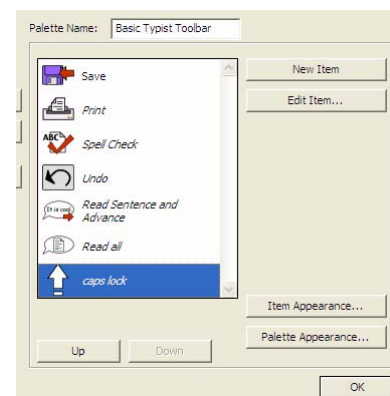 Palette Name: Basic Typist Toolbar
Save
New Item
Print
Edit Item...
ABC
Spell Check
Undo
Read Sentence and
Advance
Read all
caps lock
Item Appearance...
Palette Appearance...
Up
Down
OK